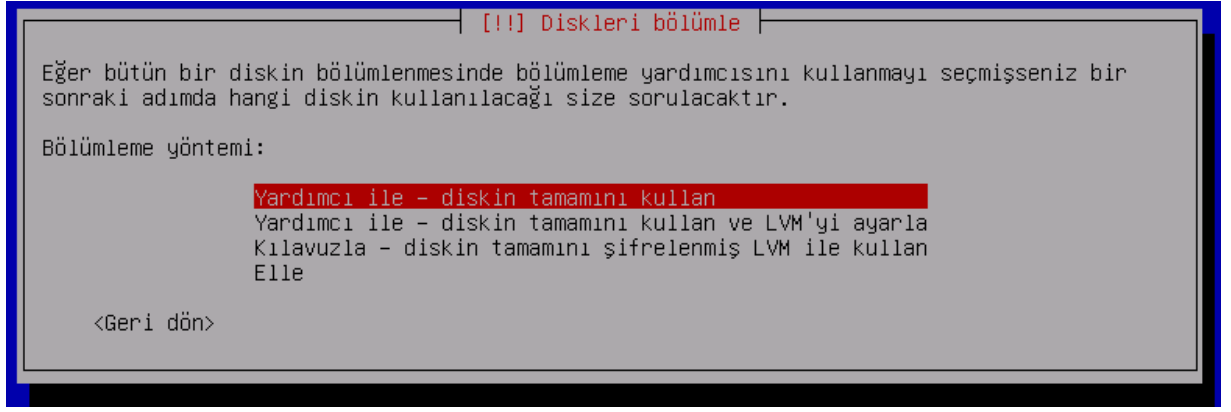 [!!] Diskleri bölümle
Eğer bütün bir diskin bölümlenmesinde bölümleme yardımcısını kullanmayı seçmişseniz bir
sonraki adımda hangi diskin kullanılacağı size sorulacaktır.
Bölümleme yöntemi:
Yardımcı ile – diskin tamamını kullan
Yardımcı ile – diskin tamamını kullan ve LVM'yi ayarla
Kılavuzla – diskin tamamını şifrelenmiş LVM ile kullan
Elle
<Geri dön>